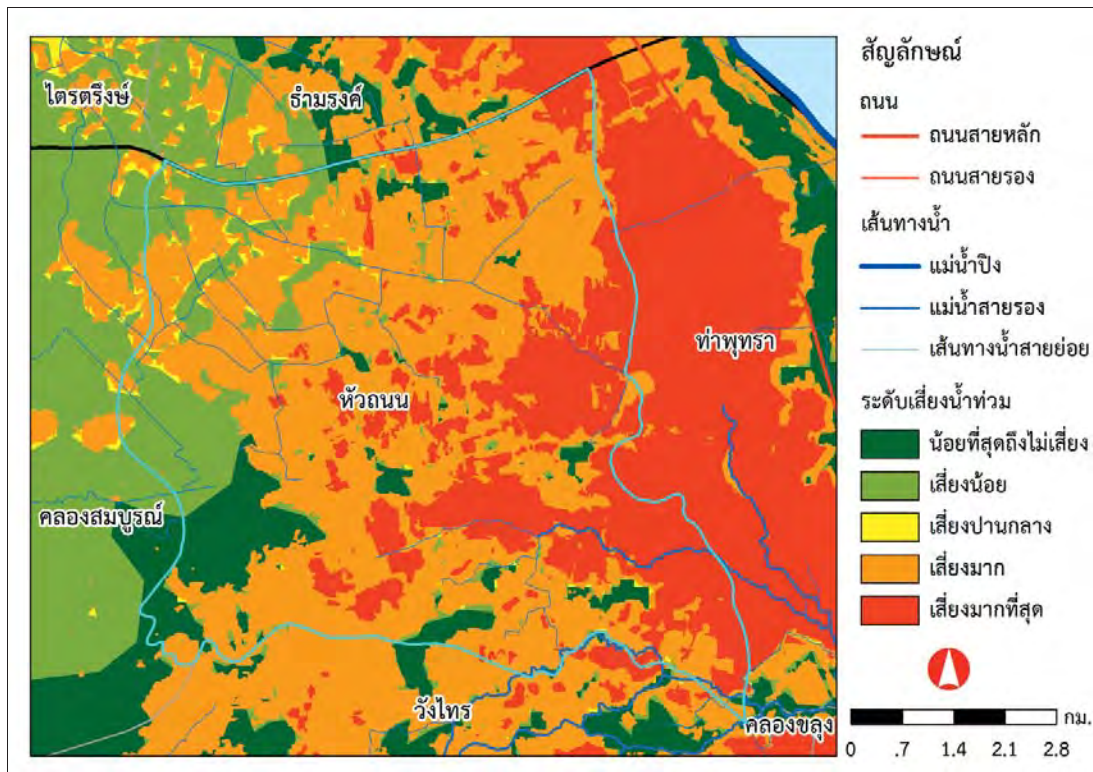 ไตรตรึงษ์
ธำมรงค์
ท่าพุทรา
หัวถนน
คลองสมบูรณ์
วังไทร
คลองขลุง
สัญลักษณ์
ถนน
ถนนสายหลัก
ถนนสายรอง
เส้นทางน้ำ
แม่น้ำปิง
แม่น้ำสายรอง
เส้นทางน้ำสายย่อย
ระดับเสี่ยงน้ำท่วม
น้อยที่สุดถึงไม่เสี่ยง
เสี่ยงน้อย
เสี่ยงปานกลาง
เสี่ยงมาก
เสี่ยงมากที่สุด
กม.
0 .7 1.4 2.1 2.8